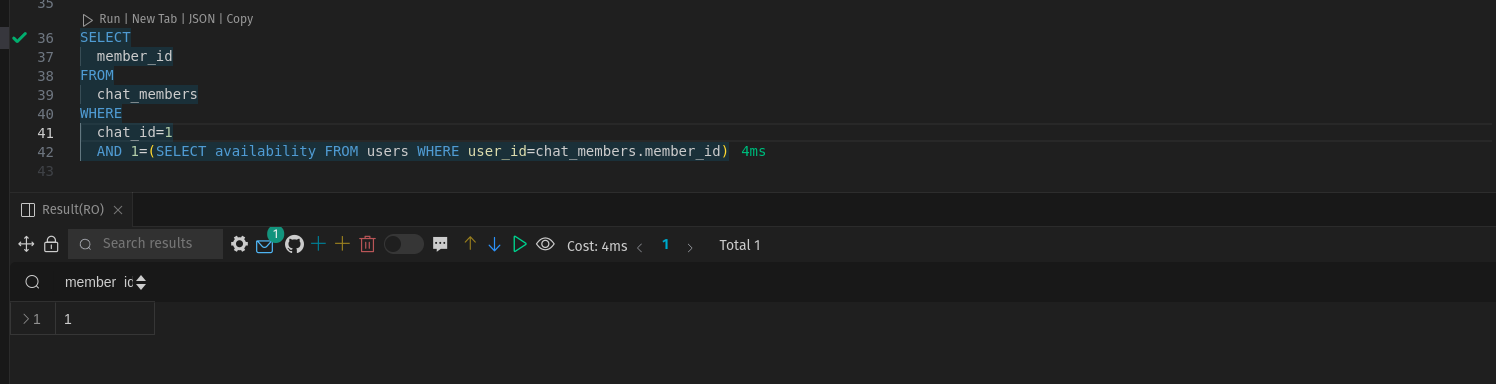 35
Run | New Tab | JSON | Copy
36 SELECT
37 member_id
38 FROM
39 chat_members
40 WHERE
41 chat_id=1
42 AND 1=(SELECT availability FROM users WHERE user_id=chat_members.member_id) 4ms
43
Result(RO)
Search results 1 Cost: 4ms < 1 > Total 1
member_id
> 1 1